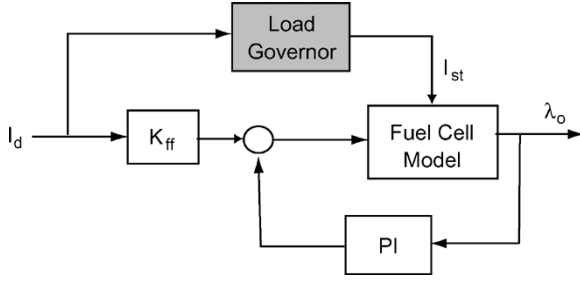 Load
Governor
I_st
λ_o
I_d
K_ff
Fuel Cell
Model
PI